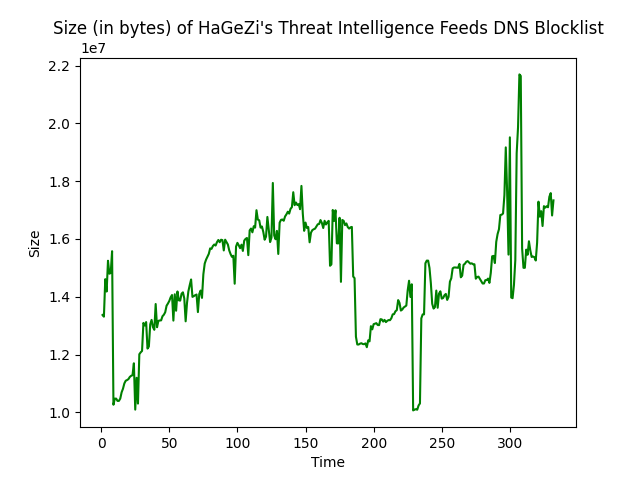 Size (in bytes) of HaGeZi's Threat Intelligence Feeds DNS Blocklist
1e7
2.2
2.0
1.8
1.6
1.4
1.2
1.0
Size
0 50 100 150 200 250 300
Time